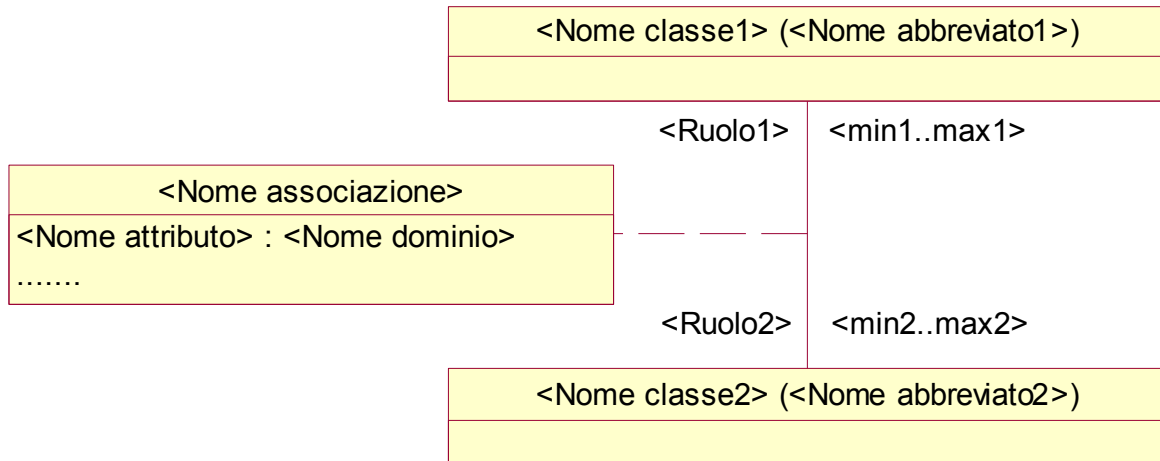 <Nome classe1> (<Nome abbreviato1>)
<Ruolo1> <min1..max1>
<Nome associazione>
<Nome attributo> : <Nome dominio>
.......
<Ruolo2> <min2..max2>
<Nome classe2> (<Nome abbreviato2>)